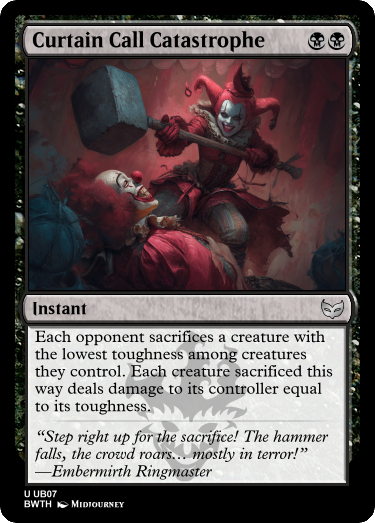 Curtain Call Catastrophe
Instant
Each opponent sacrifices a creature with
the lowest toughness among creatures
they control. Each creature sacrificed this
way deals damage to its controller equal
to its toughness.
“Step right up for the sacrifice! The hammer
falls, the crowd roars... mostly in terror!”
—Embermirth Ringmaster
U UB07
BWTH Midjourney